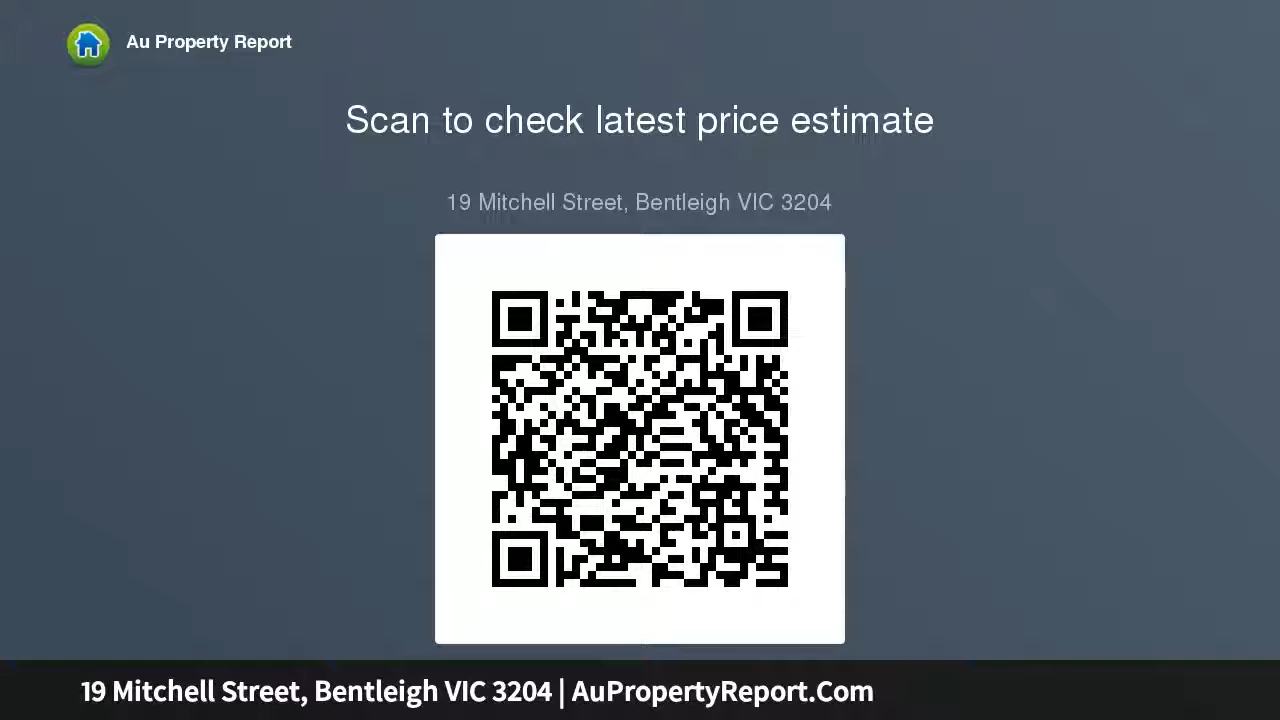 Au Property Report
Scan to check latest price estimate
19 Mitchell Street, Bentleigh VIC 3204
19 Mitchell Street, Bentleigh VIC 3204 | AuPropertyReport.Com